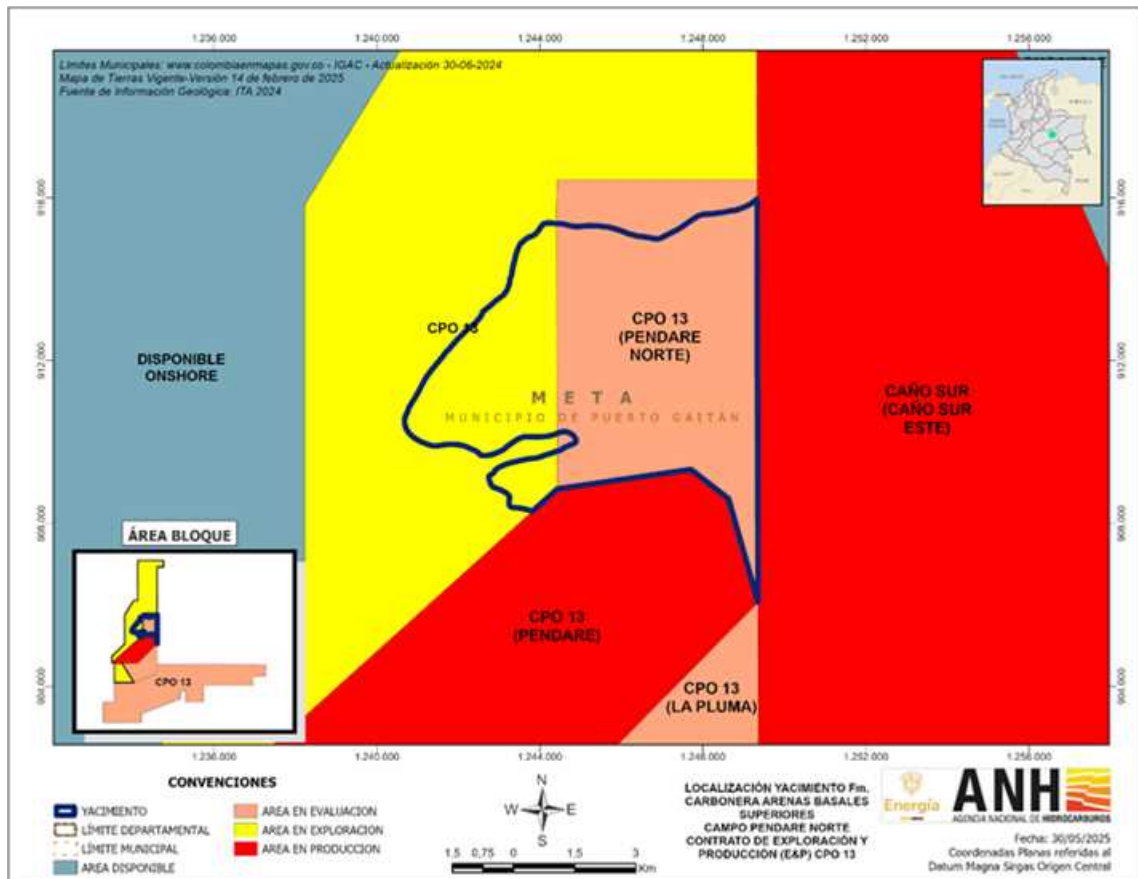 1.236.000 1.240.000 1.244.000 1.248.000 1.252.000 1.256.000
Límites Municipales: www.colombiaenmapas.gov.co - IGAC - Actualización 30-06-2024
Mapa de Tierras Vigente-Versión 14 de febrero de 2025
Fuente de Información Geológica: ITA 2024
916.000 916.000
CPO 13
CPO 13
(PENDARE
NORTE)
912.000 912.000
DISPONIBLE
ONSHORE
META
MUNICIPIO DE PUERTO GAITÁN
CAÑO SUR
(CAÑO SUR
ESTE)
908.000 908.000
ÁREA BLOQUE
CPO 13
CPO 13
(PENDARE)
904.000 904.000
CPO 13
(LA PLUMA)
1.236.000 1.240.000 1.244.000 1.248.000 1.252.000 1.256.000
CONVENCIONES
YACIMIENTO
LÍMITE DEPARTAMENTAL
LÍMITE MUNICIPAL
AREA DISPONIBLE
AREA EN EVALUACION
AREA EN EXPLORACION
AREA EN PRODUCCION
N
W E
S
1,5 0,75 0 1,5 3
Km
LOCALIZACIÓN YACIMIENTO Fm.
CARBONERA ARENAS BASALES
SUPERIORES
CAMPO PENDARE NORTE
CONTRATO DE EXPLORACIÓN Y
PRODUCCIÓN (E&P) CPO 13
Energía
ANH
AGENCIA NACIONAL DE HIDROCARBUROS
Fecha: 30/05/2025
Coordenadas Planas referidas al
Datum Magna Sirgas Origen Central